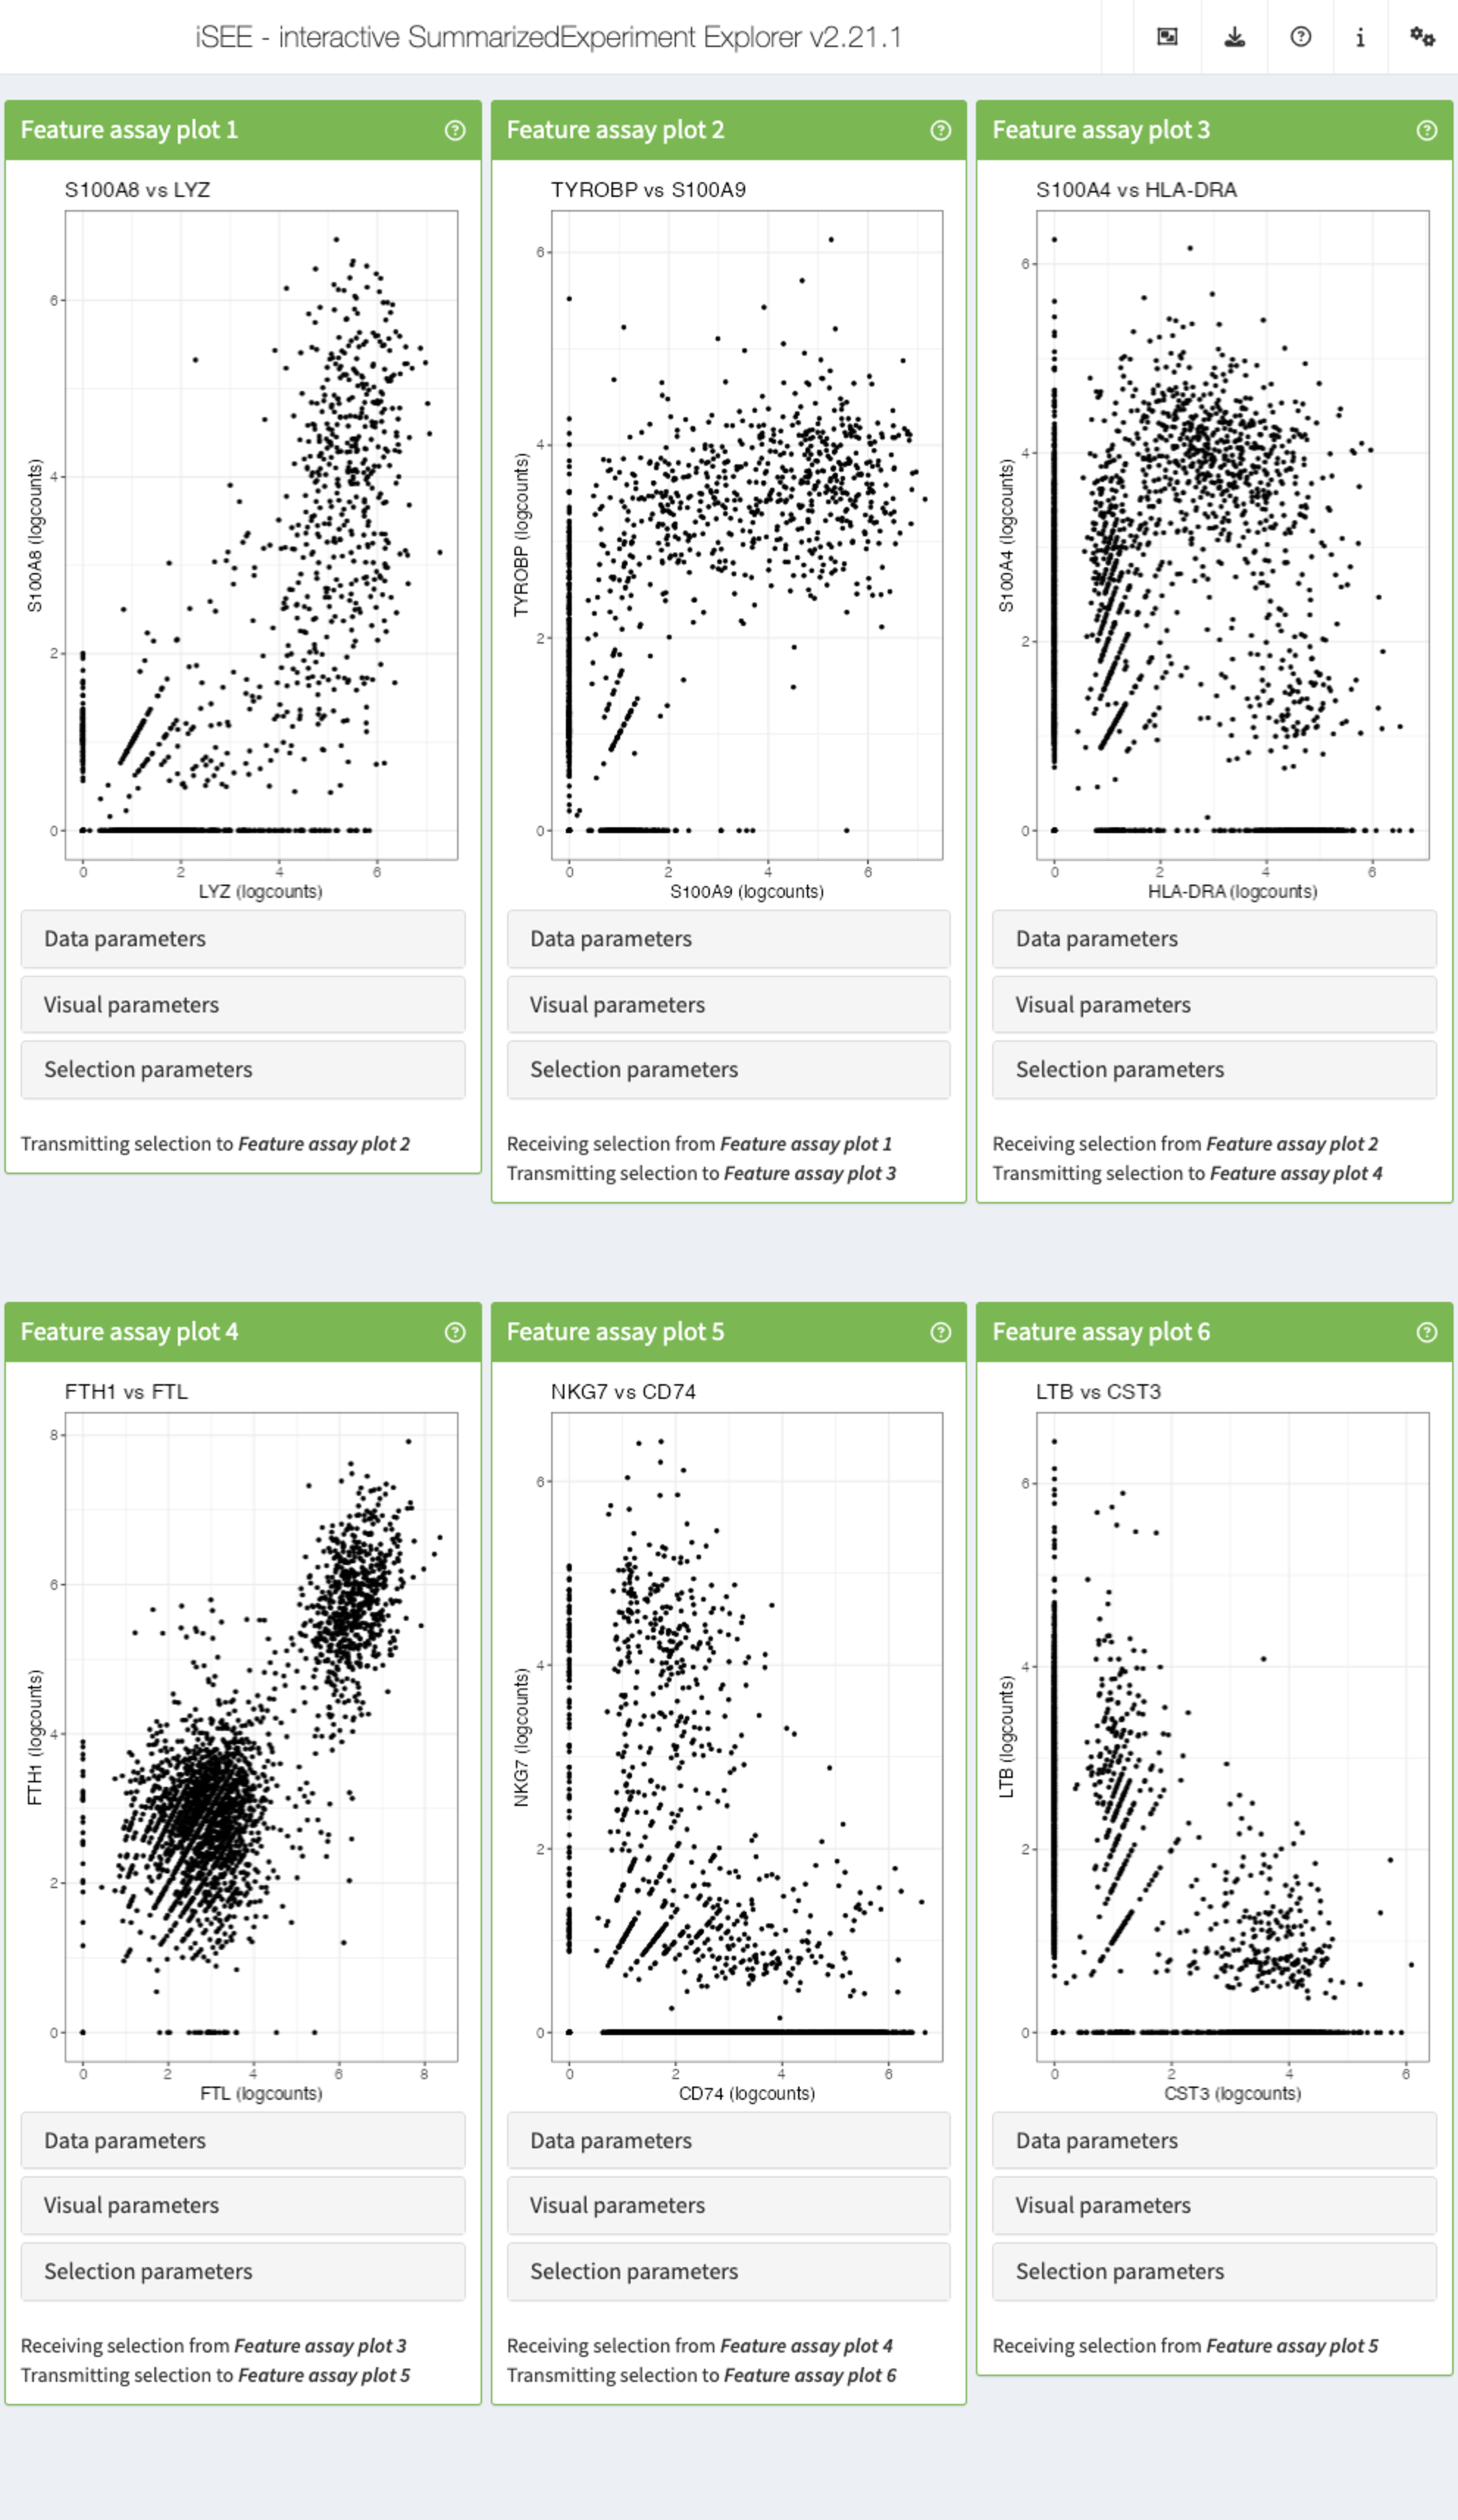 iSEE - interactive SummarizedExperiment Explorer v2.21.1
Feature assay plot 1
S100A8 vs LYZ
S100A8 (logcounts)
6
4
2
0
0 2 4 6
LYZ (logcounts)
Data parameters
Visual parameters
Selection parameters
Transmitting selection to Feature assay plot 2
Feature assay plot 2
TYROBP vs S100A9
TYROBP (logcounts)
6
4
2
0
0 2 4 6
S100A9 (logcounts)
Data parameters
Visual parameters
Selection parameters
Receiving selection from Feature assay plot 1
Transmitting selection to Feature assay plot 3
Feature assay plot 3
S100A4 vs HLA-DRA
S100A4 (logcounts)
6
4
2
0
0 2 4 6
HLA-DRA (logcounts)
Data parameters
Visual parameters
Selection parameters
Receiving selection from Feature assay plot 2
Transmitting selection to Feature assay plot 4
Feature assay plot 4
FTH1 vs FTL
FTH1 (logcounts)
8
6
4
2
0
0 2 4 6 8
FTL (logcounts)
Data parameters
Visual parameters
Selection parameters
Receiving selection from Feature assay plot 3
Transmitting selection to Feature assay plot 5
Feature assay plot 5
NKG7 vs CD74
NKG7 (logcounts)
6
4
2
0
0 2 4 6
CD74 (logcounts)
Data parameters
Visual parameters
Selection parameters
Receiving selection from Feature assay plot 4
Transmitting selection to Feature assay plot 6
Feature assay plot 6
LTB vs CST3
LTB (logcounts)
6
4
2
0
0 2 4 6
CST3 (logcounts)
Data parameters
Visual parameters
Selection parameters
Receiving selection from Feature assay plot 5